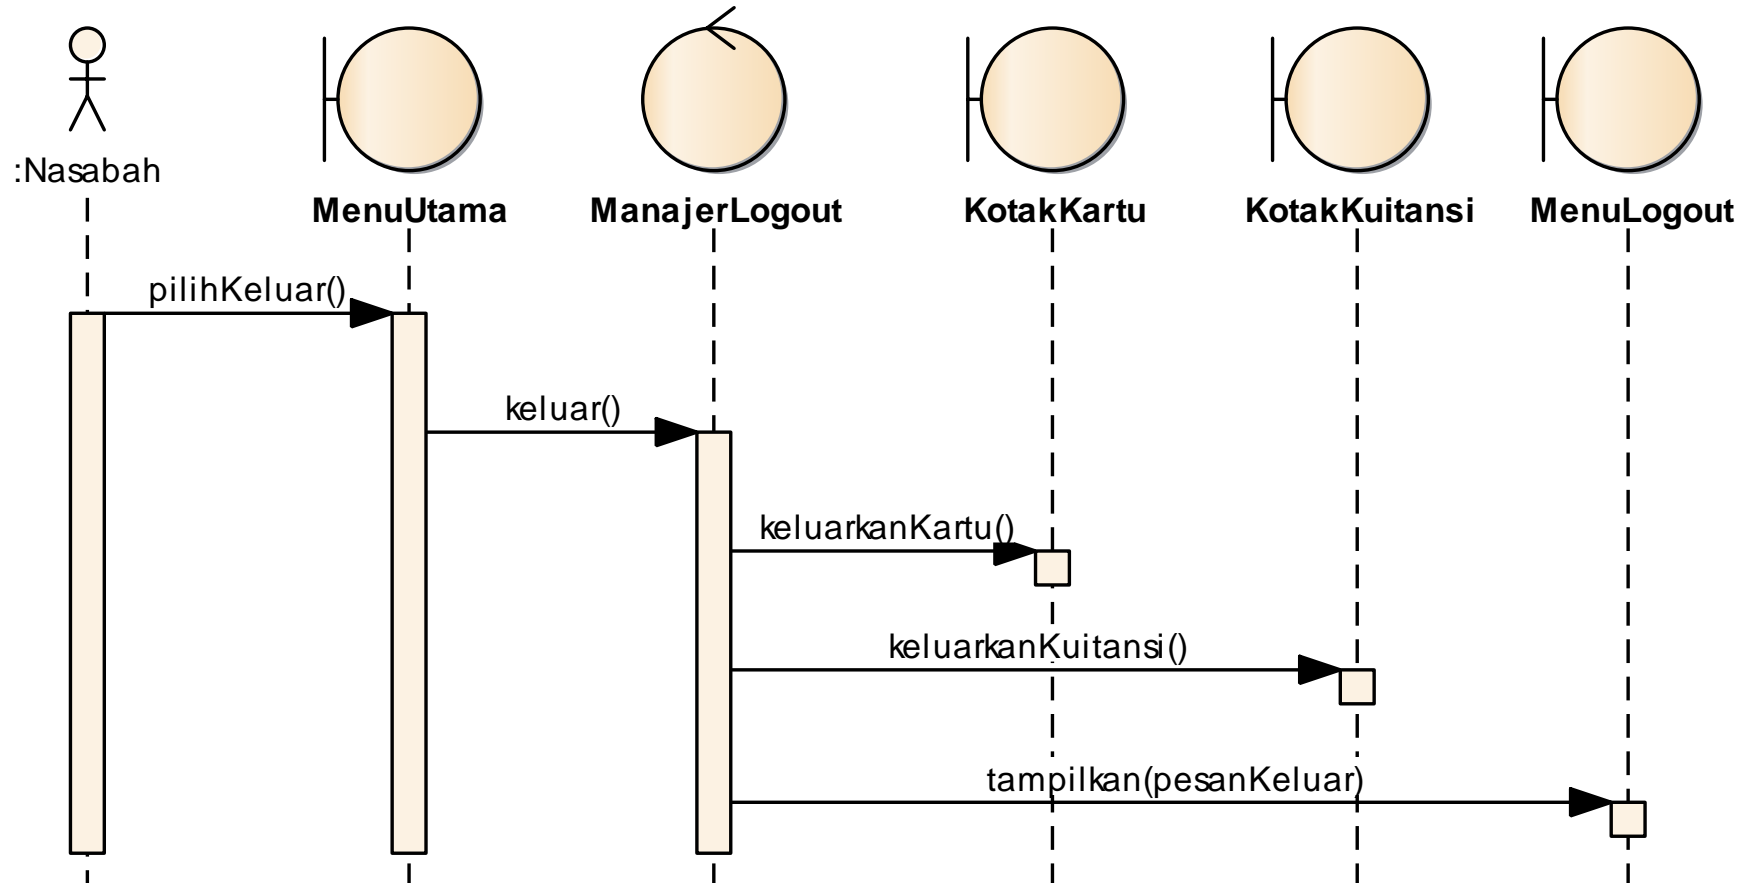 :Nasabah
MenuUtama
ManajerLogout
KotakKartu
KotakKuitansi
MenuLogout
pilihKeluar()
keluar()
keluarkanKartu()
keluarkanKuitansi()
tampilkan(pesanKeluar)